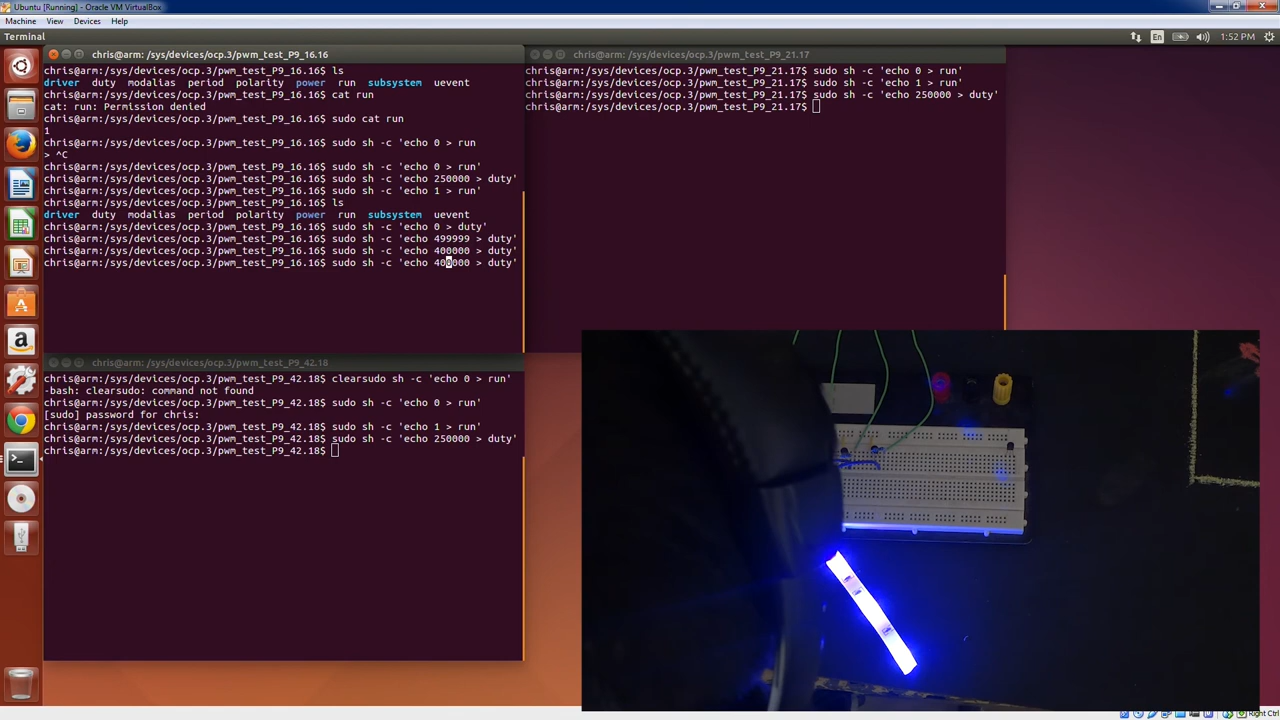 Ubuntu [Running] - Oracle VM VirtualBox
Machine View Devices Help
Terminal
En
1:52 PM
chris@arm: /sys/devices/ocp.3/pwm_test_P9_16.16
chris@arm:/sys/devices/ocp.3/pwm_test_P9_16.16$ ls
driver duty modalias period polarity power run subsystem uevent
chris@arm:/sys/devices/ocp.3/pwm_test_P9_16.16$ cat run
cat: run: Permission denied
chris@arm:/sys/devices/ocp.3/pwm_test_P9_16.16$ sudo cat run
1
chris@arm:/sys/devices/ocp.3/pwm_test_P9_16.16$ sudo sh -c 'echo 0 > run
> ^C
chris@arm:/sys/devices/ocp.3/pwm_test_P9_16.16$ sudo sh -c 'echo 0 > run'
chris@arm:/sys/devices/ocp.3/pwm_test_P9_16.16$ sudo sh -c 'echo 250000 > duty'
chris@arm:/sys/devices/ocp.3/pwm_test_P9_16.16$ sudo sh -c 'echo 1 > run'
chris@arm:/sys/devices/ocp.3/pwm_test_P9_16.16$ ls
driver duty modalias period polarity power run subsystem uevent
chris@arm:/sys/devices/ocp.3/pwm_test_P9_16.16$ sudo sh -c 'echo 0 > duty'
chris@arm:/sys/devices/ocp.3/pwm_test_P9_16.16$ sudo sh -c 'echo 499999 > duty'
chris@arm:/sys/devices/ocp.3/pwm_test_P9_16.16$ sudo sh -c 'echo 400000 > duty'
chris@arm:/sys/devices/ocp.3/pwm_test_P9_16.16$ sudo sh -c 'echo 400000 > duty'
chris@arm: /sys/devices/ocp.3/pwm_test_P9_21.17
chris@arm:/sys/devices/ocp.3/pwm_test_P9_21.17$ sudo sh -c 'echo 0 > run'
chris@arm:/sys/devices/ocp.3/pwm_test_P9_21.17$ sudo sh -c 'echo 1 > run'
chris@arm:/sys/devices/ocp.3/pwm_test_P9_21.17$ sudo sh -c 'echo 250000 > duty'
chris@arm:/sys/devices/ocp.3/pwm_test_P9_21.17$
chris@arm: /sys/devices/ocp.3/pwm_test_P9_42.18
chris@arm:/sys/devices/ocp.3/pwm_test_P9_42.18$ clearsudo sh -c 'echo 0 > run'
-bash: clearsudo: command not found
chris@arm:/sys/devices/ocp.3/pwm_test_P9_42.18$ sudo sh -c 'echo 0 > run'
[sudo] password for chris:
chris@arm:/sys/devices/ocp.3/pwm_test_P9_42.18$ sudo sh -c 'echo 1 > run'
chris@arm:/sys/devices/ocp.3/pwm_test_P9_42.18$ sudo sh -c 'echo 250000 > duty'
chris@arm:/sys/devices/ocp.3/pwm_test_P9_42.18$
Right Ctrl